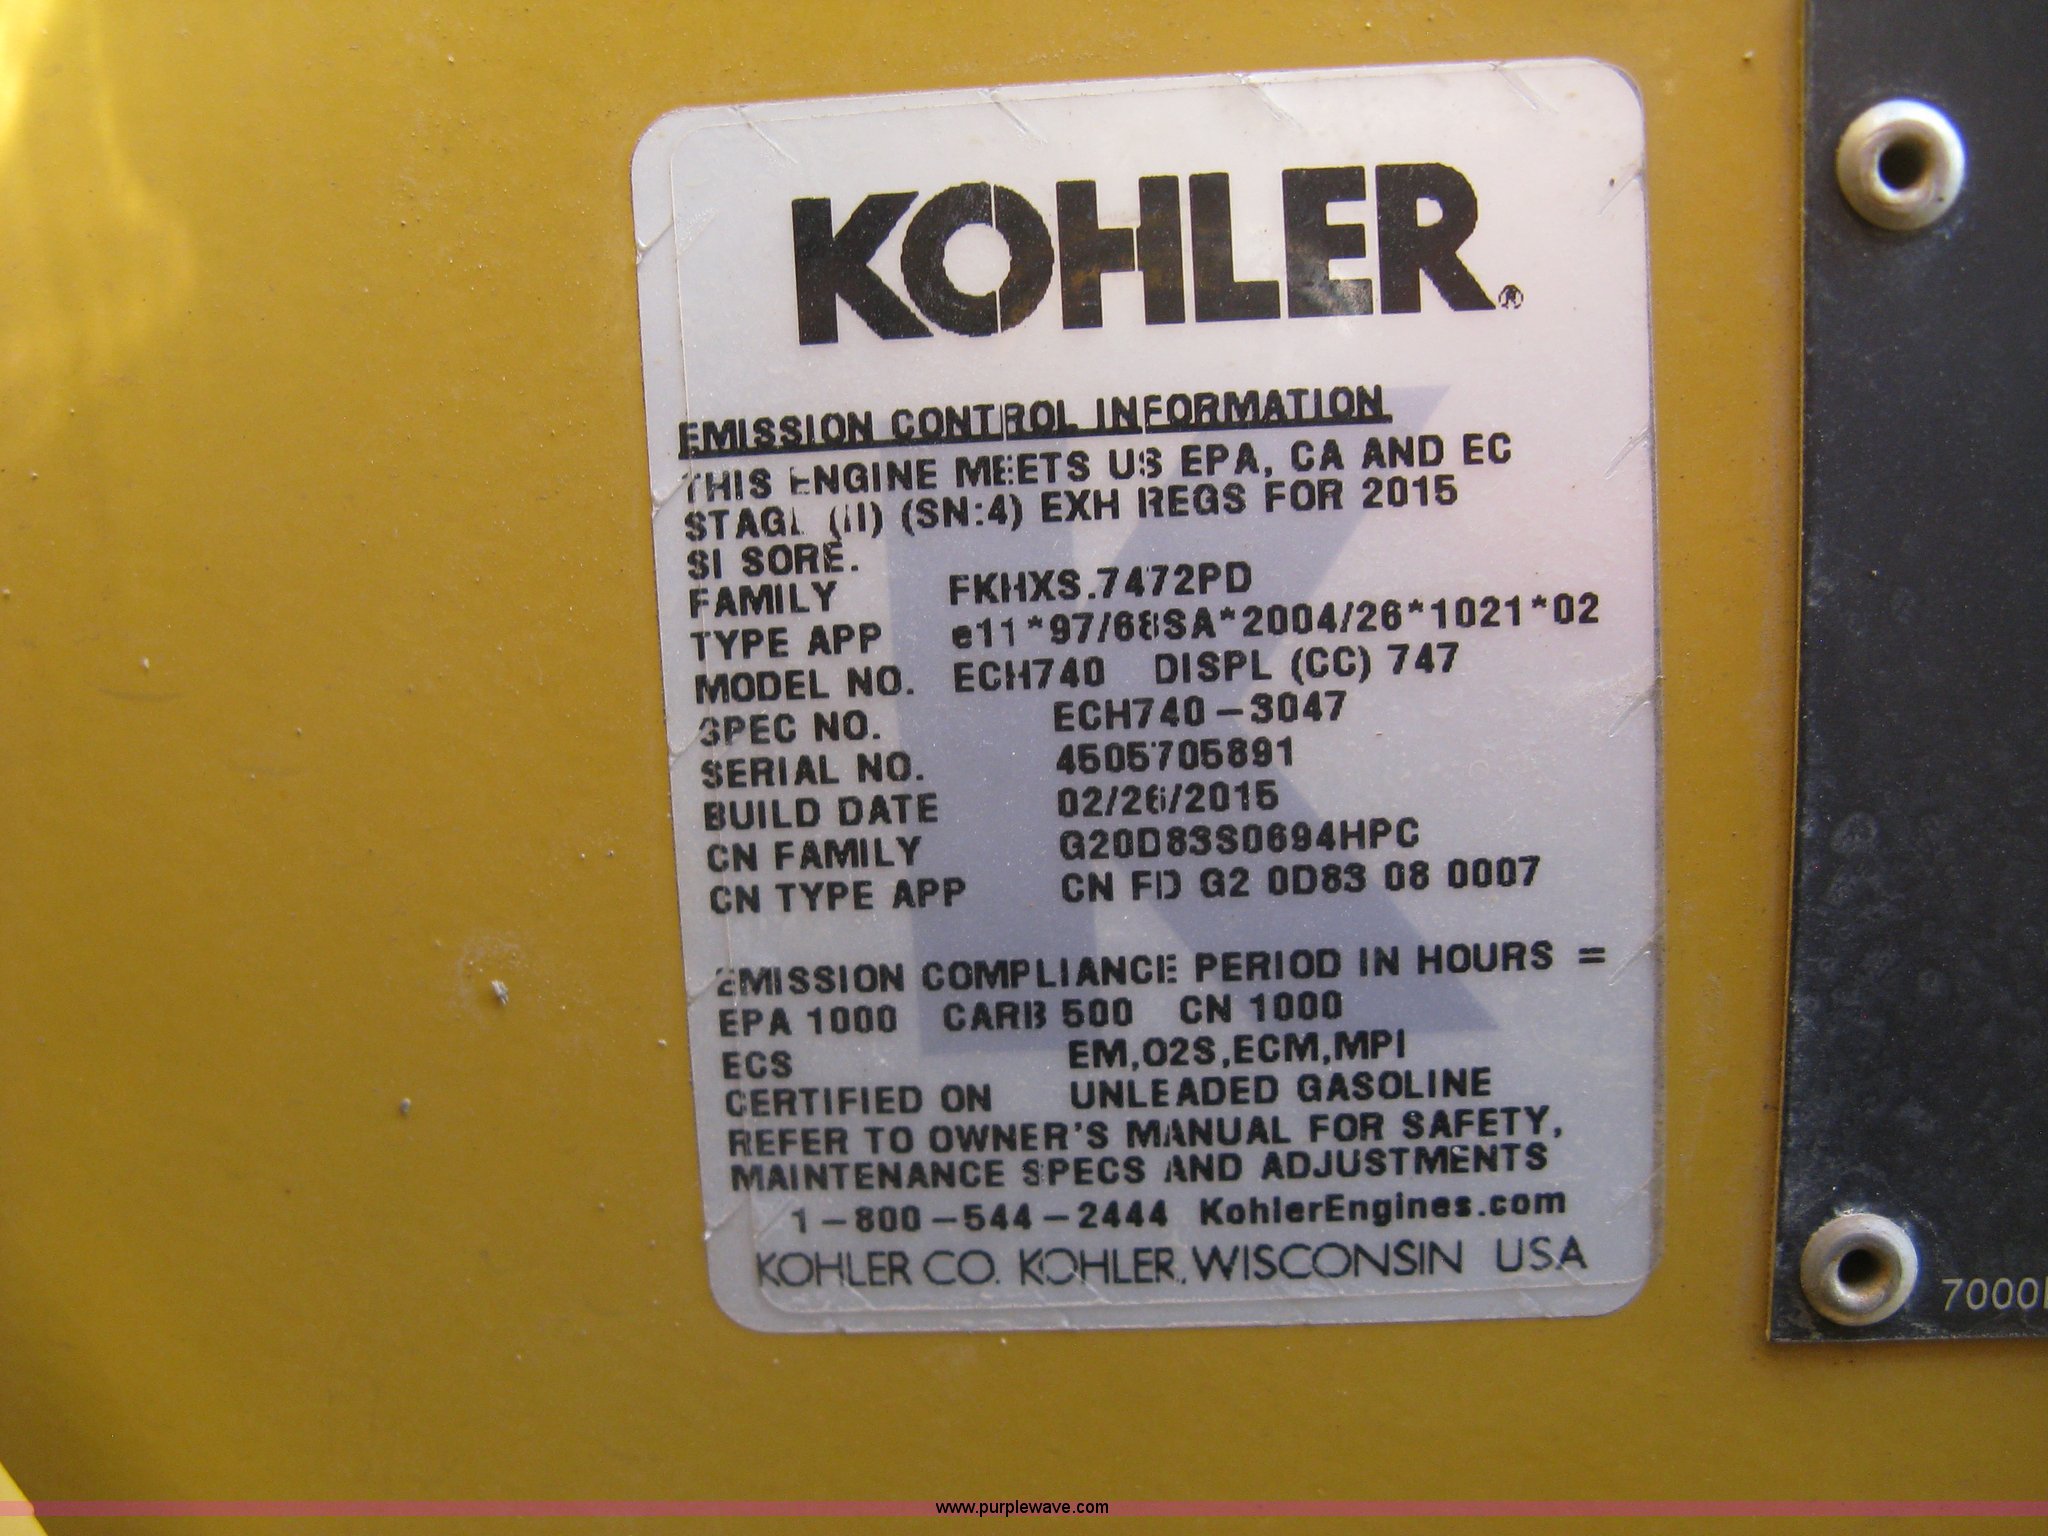 KOHLER®
EMISSION CONTROL INFORMATION
THIS ENGINE MEETS US EPA, CA AND EC
STAGE (II) (SN:4) EXH REGS FOR 2015
SI SORE.
FAMILY FKHXS.7472PD
TYPE APP e11*97/68SA*2004/26*1021*02
MODEL NO. ECH740 DISPL (CC) 747
SPEC NO. ECH740-3047
SERIAL NO. 4505705891
BUILD DATE 02/26/2015
CN FAMILY G20D83S0694HPC
CN TYPE APP CN FD G2 0D83 08 0007
EMISSION COMPLIANCE PERIOD IN HOURS =
EPA 1000 CARB 500 CN 1000
ECS EM,O2S,ECM,MPI
CERTIFIED ON UNLEADED GASOLINE
REFER TO OWNER'S MANUAL FOR SAFETY,
MAINTENANCE SPECS AND ADJUSTMENTS
1-800-544-2444 KohlerEngines.com
KOHLER CO. KOHLER, WISCONSIN USA
www.purplewave.com